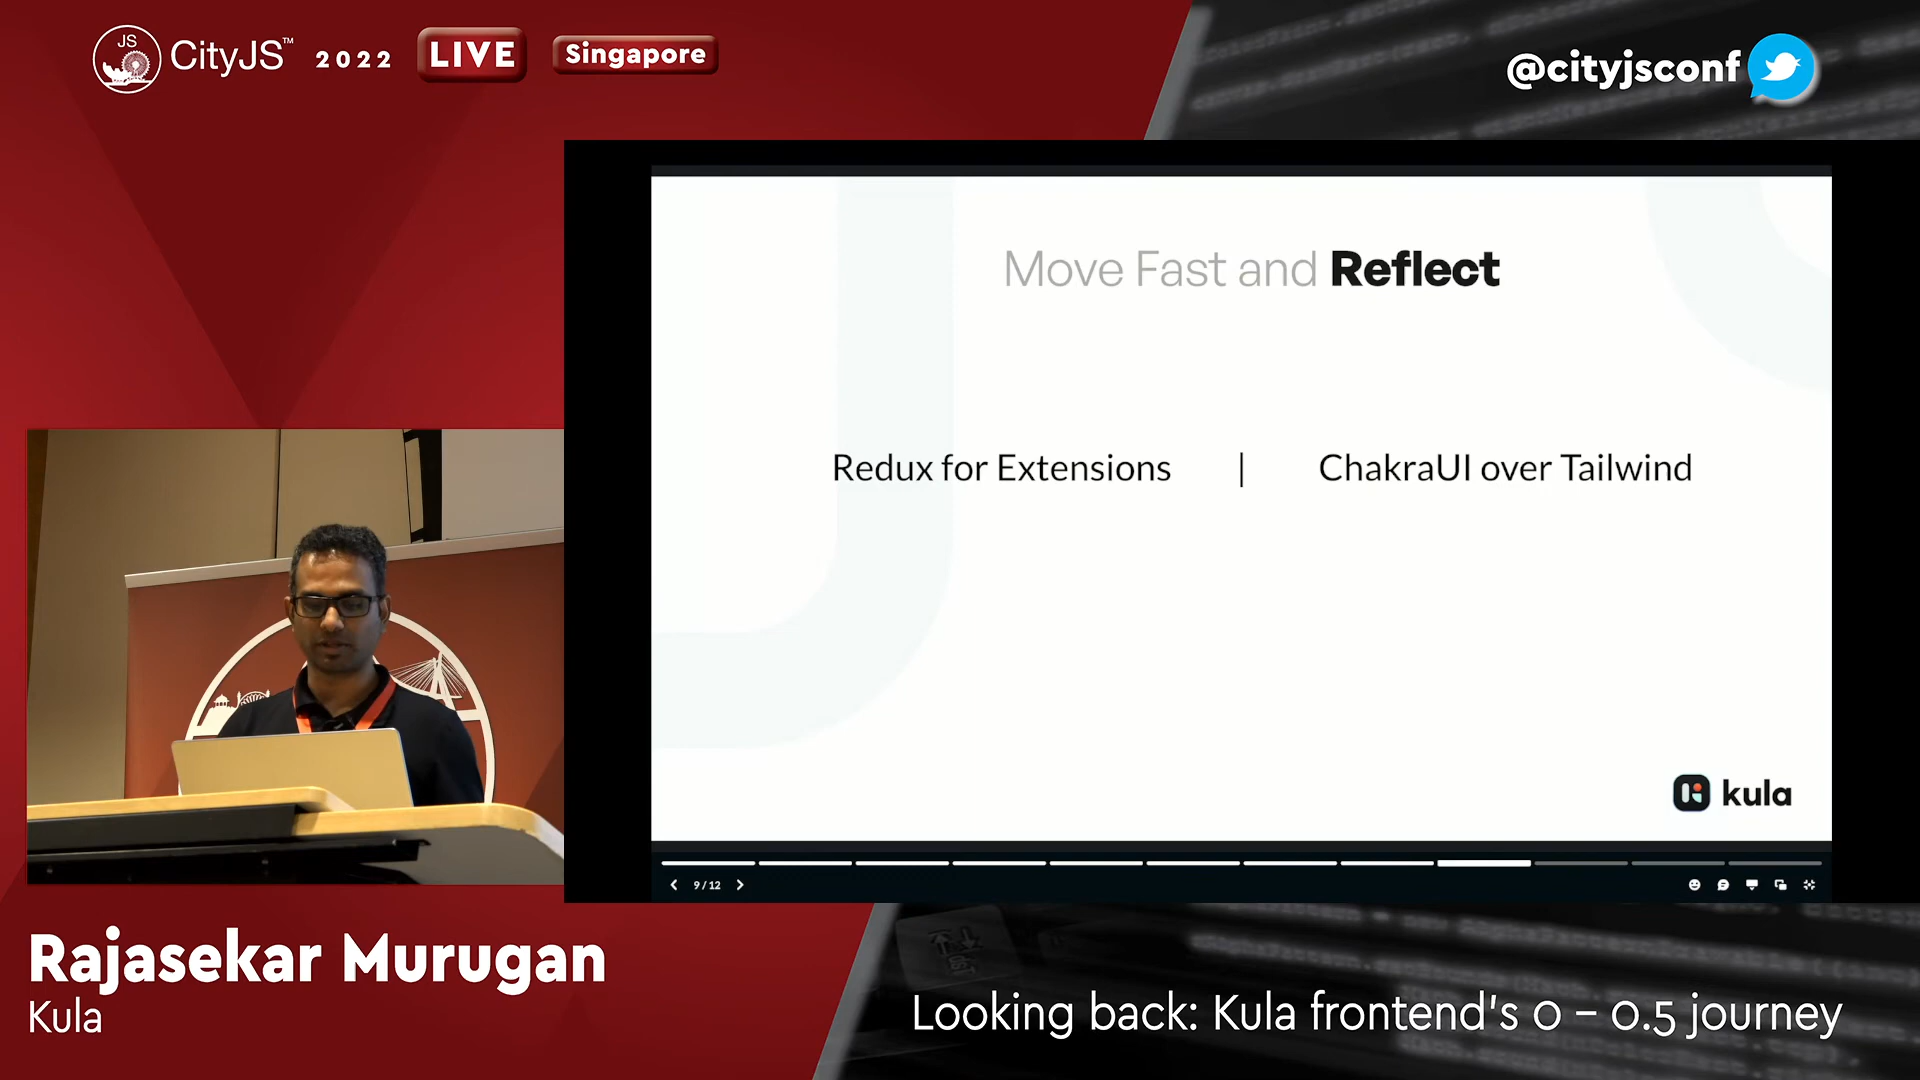 JS CityJS™ 2022 LIVE Singapore
@cityjsconf
Move Fast and Reflect
Redux for Extensions | ChakraUI over Tailwind
kula
9 / 12
Rajasekar Murugan
Kula
Looking back: Kula frontend's 0 – 0.5 journey